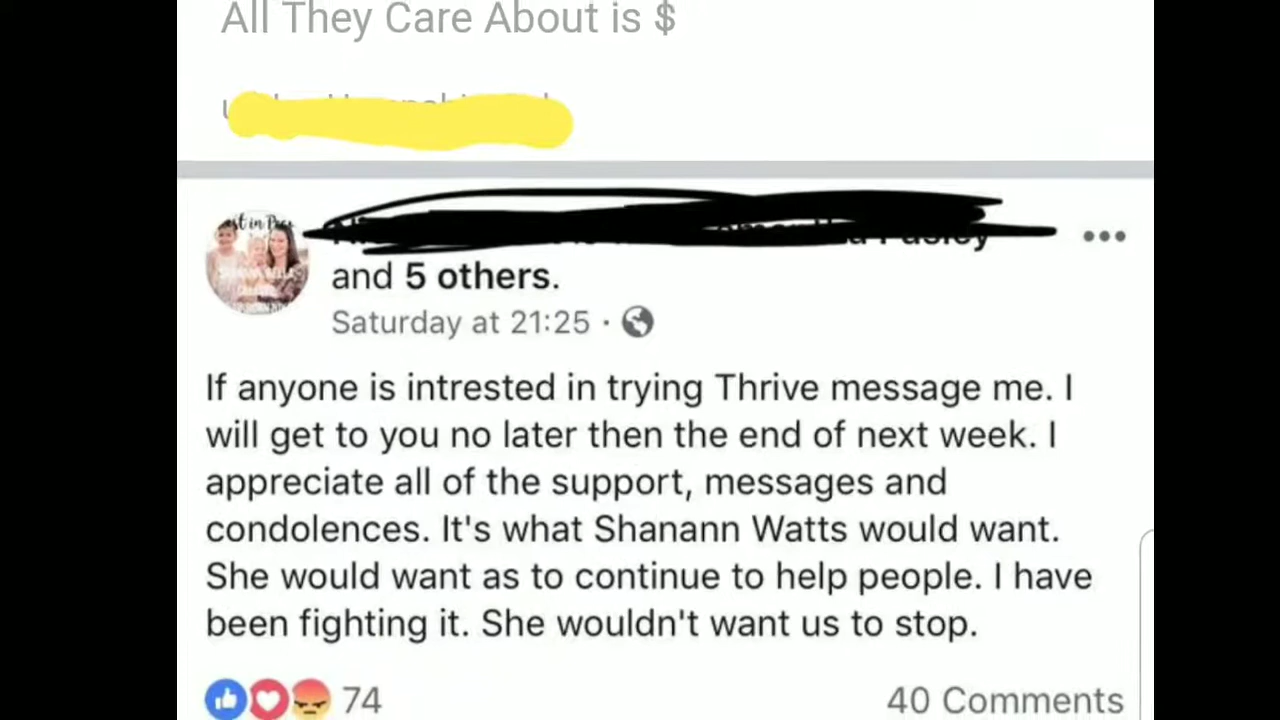 All They Care About is $
and 5 others.
Saturday at 21:25 ·
If anyone is intrested in trying Thrive message me. I
will get to you no later then the end of next week. I
appreciate all of the support, messages and
condolences. It's what Shanann Watts would want.
She would want as to continue to help people. I have
been fighting it. She wouldn't want us to stop.
74
40 Comments